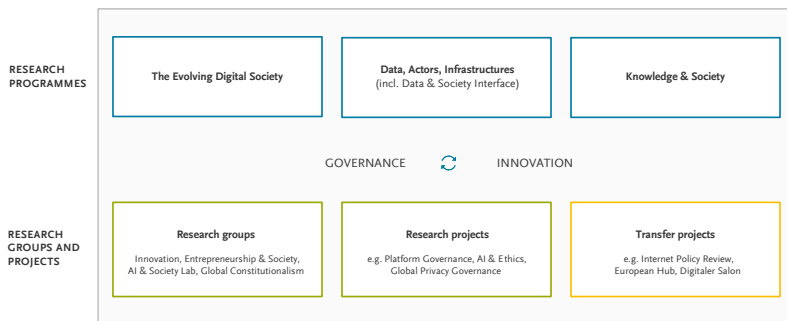 RESEARCH
PROGRAMMES
The Evolving Digital Society
Data, Actors, Infrastructures
(incl. Data & Society Interface)
Knowledge & Society
GOVERNANCE
INNOVATION
RESEARCH
GROUPS AND
PROJECTS
Research groups
Innovation, Entrepreneurship & Society,
AI & Society Lab, Global Constitutionalism
Research projects
e.g. Platform Governance, AI & Ethics,
Global Privacy Governance
Transfer projects
e.g. Internet Policy Review,
European Hub, Digitaler Salon